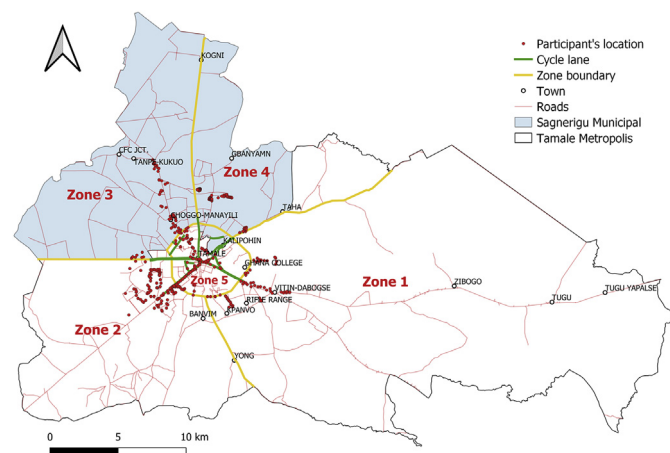 Participant's location
Cycle lane
Zone boundary
Town
Roads
Sagnerigu Municipal
Tamale Metropolis
KOGNI
CFC JCT.
TANPE-KUKUO
GBANYAMN
Zone 4
Zone 3
CHOGGO-MANAYILI
TAHA
KALIPOHIN
TAMALE
GHANA COLLEGE
Zone 5
Zone 1
VITIN-DABOGSE
ZIBOGO
TUGU
TUGU YAPALSE
RIFLE RANGE
Zone 2
KPANVO
BANVIM
YONG
0 5 10 km